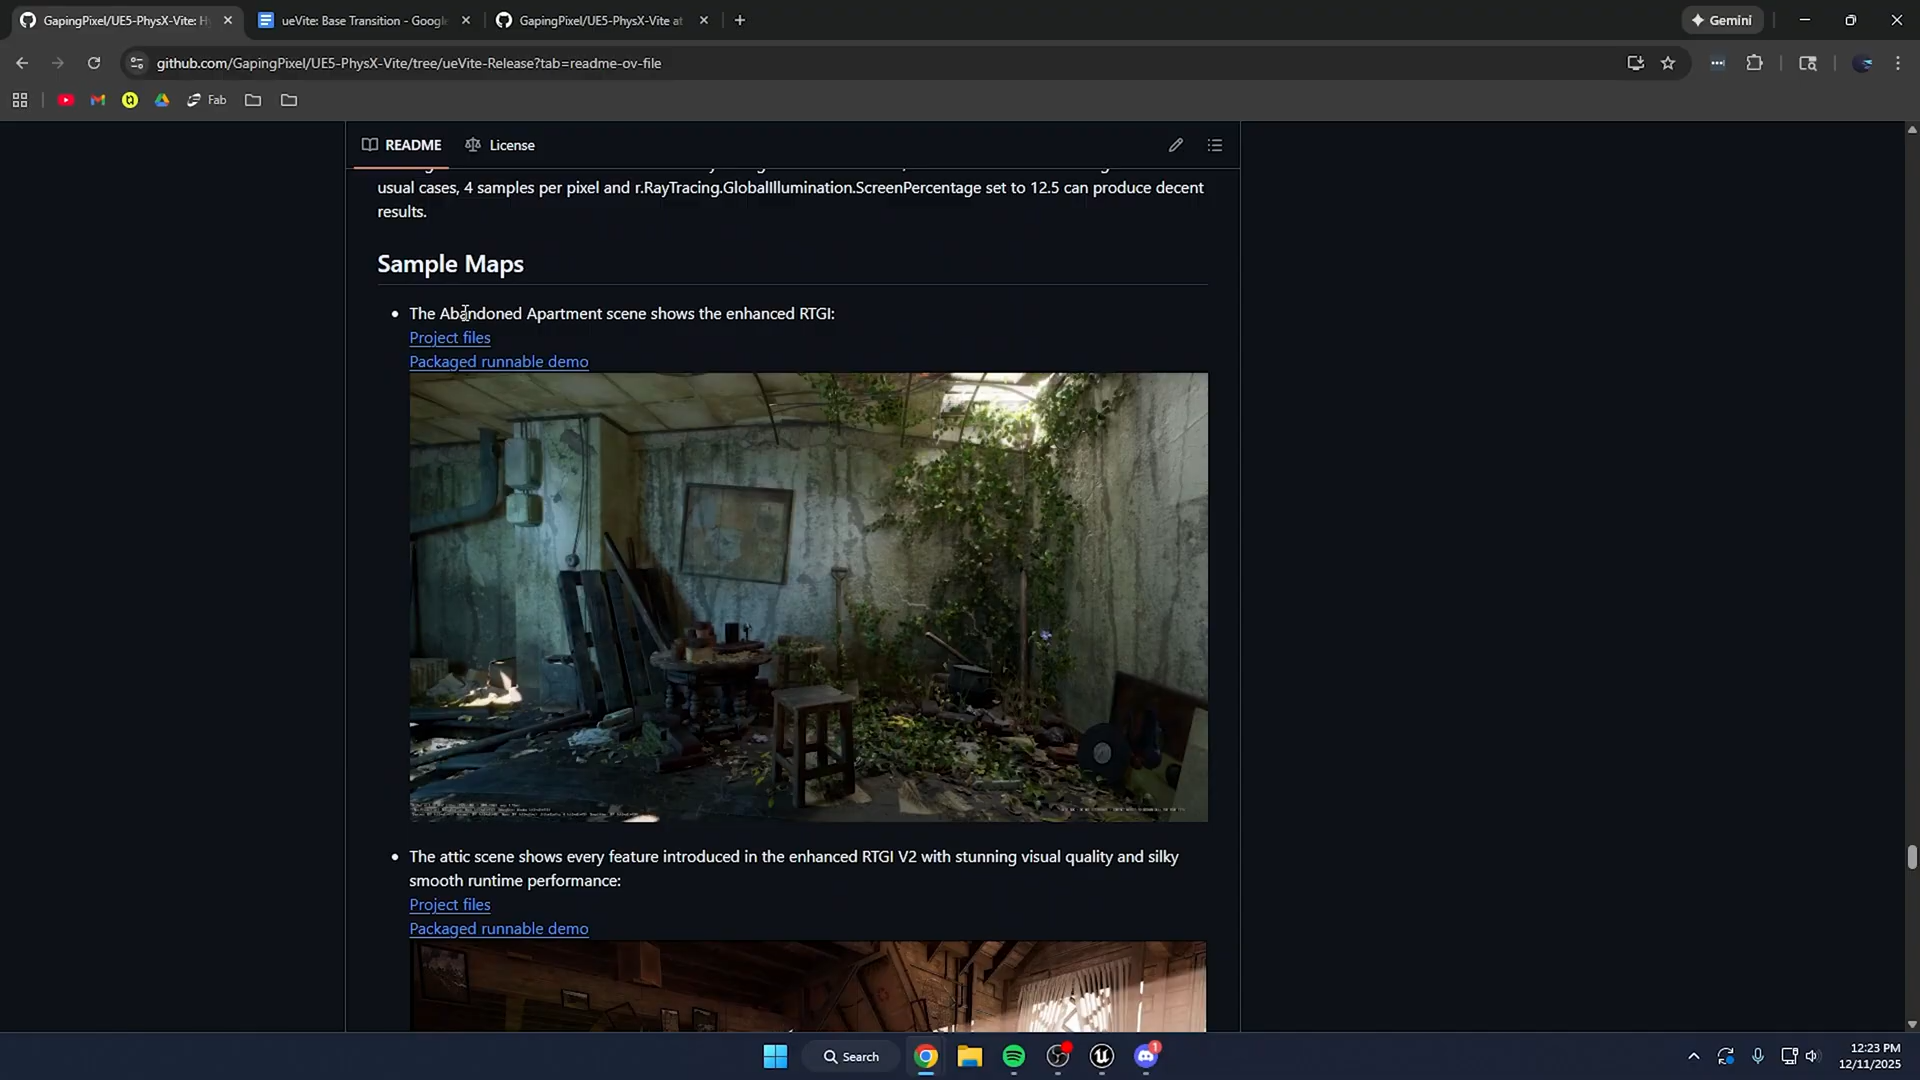 GapingPixel/UE5-PhysX-Vite: H
ueVite: Base Transition - Google
GapingPixel/UE5-PhysX-Vite at
Gemini
github.com/GapingPixel/UE5-PhysX-Vite/tree/ueVite-Release?tab=readme-ov-file
Fab
README
License
usual cases, 4 samples per pixel and r.RayTracing.GlobalIllumination.ScreenPercentage set to 12.5 can produce decent
results.
Sample Maps
The Abandoned Apartment scene shows the enhanced RTGI:
Project files
Packaged runnable demo
The attic scene shows every feature introduced in the enhanced RTGI V2 with stunning visual quality and silky
smooth runtime performance:
Project files
Packaged runnable demo
Search
1
12:23 PM
12/11/2025